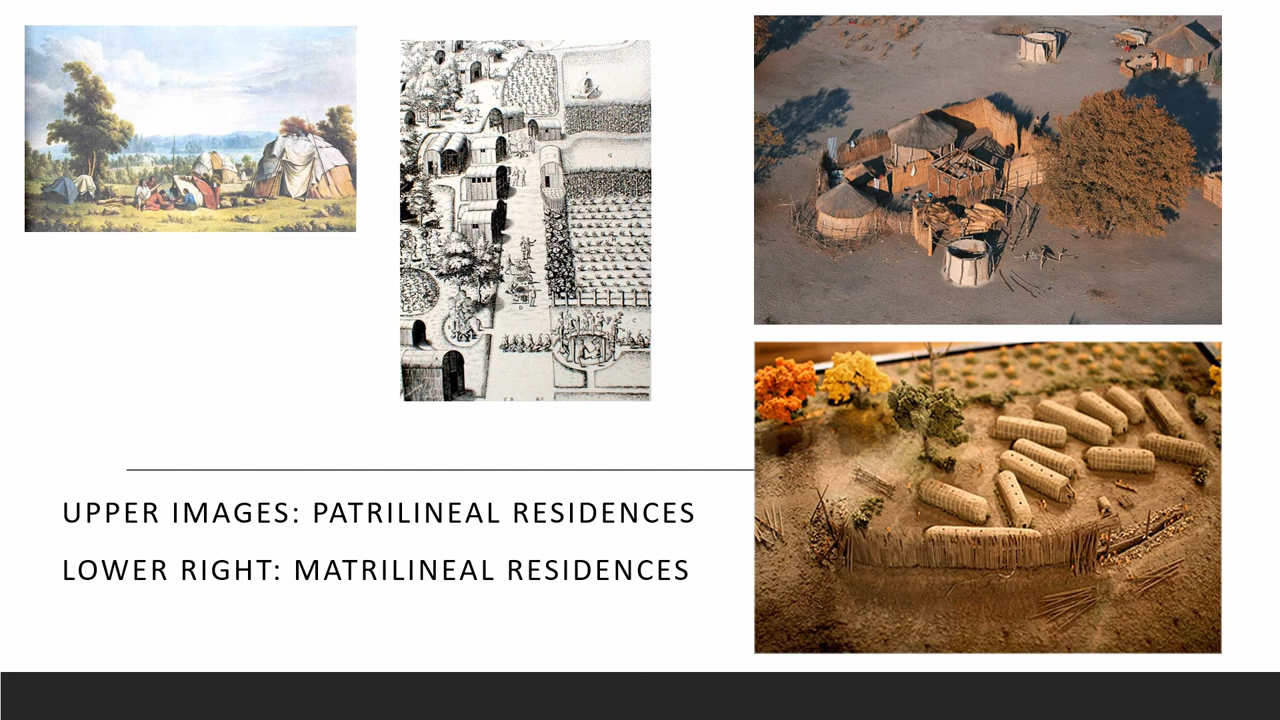 UPPER IMAGES: PATRILINEAL RESIDENCES
LOWER RIGHT: MATRILINEAL RESIDENCES